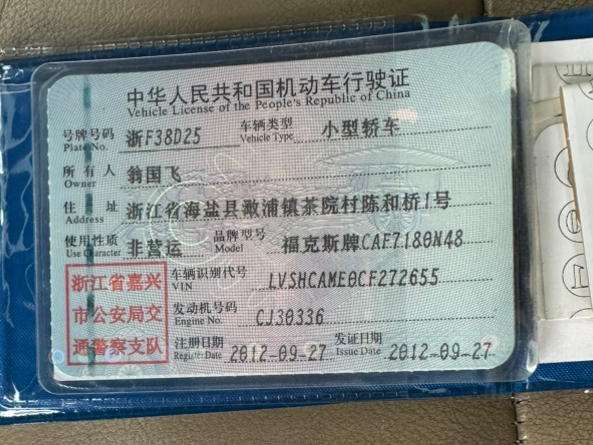 中华人民共和国机动车行驶证
Vehicle License of the People's Republic of China
号牌号码 浙F38D25 车辆类型 小型轿车
Plate No. Vehicle Type
所有人 翁国飞
Owner
住址 浙江省海盐县澉浦镇茶院村陈和桥1号
Address
使用性质 非营运 品牌型号 福克斯牌CAF7180N48
Use Character Model
浙江省嘉兴
市公安局交
通警察支队
车辆识别代号 LVSHCAME0CF272655
VIN
发动机号码 CJ30336
Engine No.
注册日期 2012-09-27 发证日期 2012-09-27
Register Date Issue Date